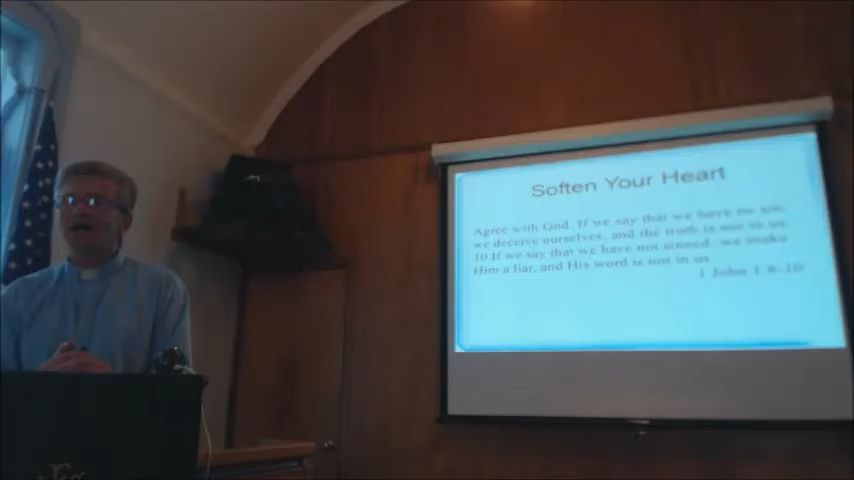 Soften Your Heart
Agree with God. If we say that we have no sin,
we deceive ourselves, and the truth is not in us
10 If we say that we have not sinned, we make
Him a liar, and His word is not in us
1 John 1 8-10